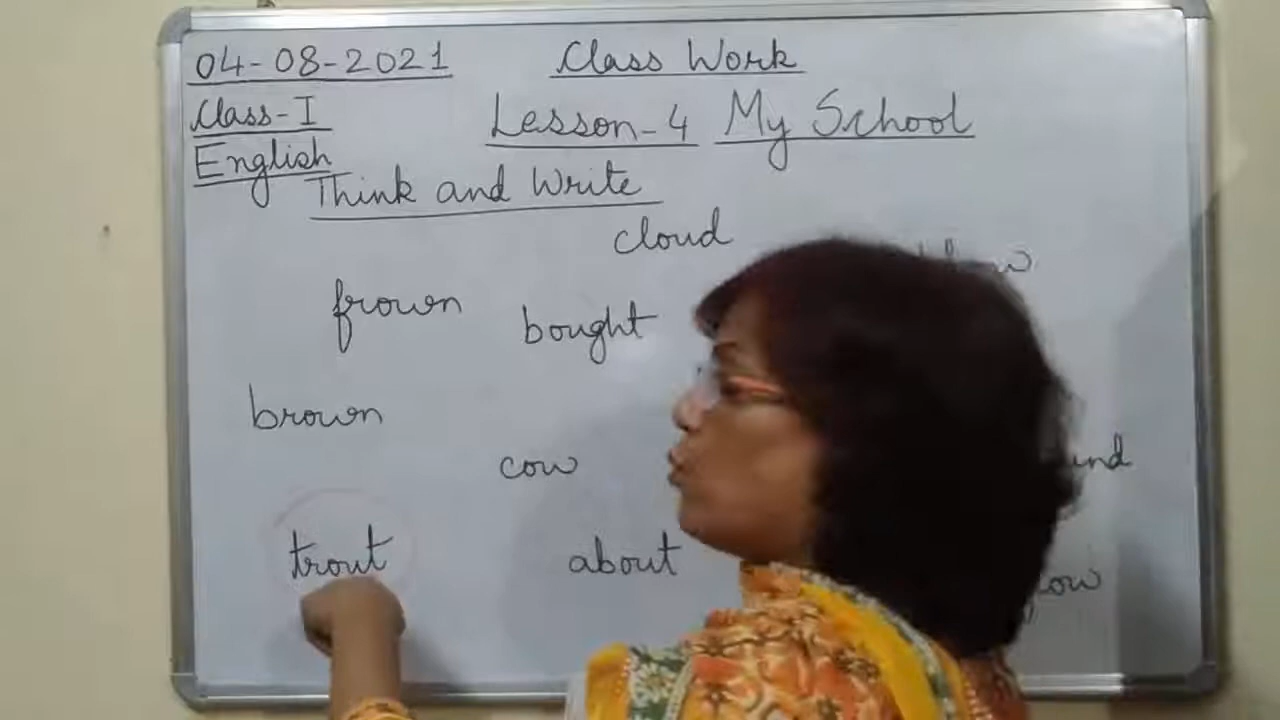 04-08-2021 Class Work
Class-I Lesson-4 My School
English
Think and Write
cloud
frown bought
brown
cow
trout about